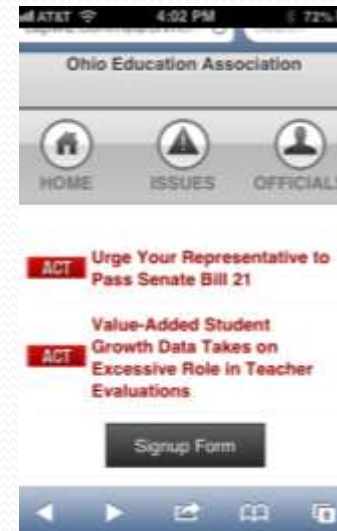 AT&T 4:02 PM 72%
Ohio Education Association
HOME ISSUES OFFICIALS
ACT Urge Your Representative to
Pass Senate Bill 21
Value-Added Student
ACT Growth Data Takes on
Excessive Role in Teacher
Evaluations
Signup Form